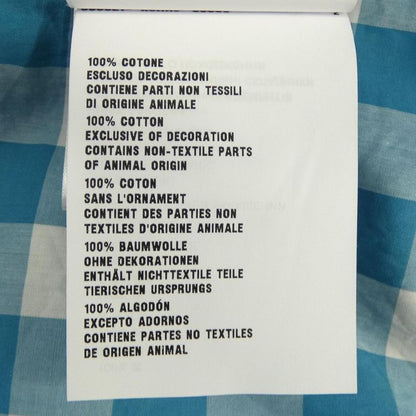 100% COTONE
ESCLUSO DECORAZIONI
CONTIENE PARTI NON TESSILI
DI ORIGINE ANIMALE
100% COTTON
EXCLUSIVE OF DECORATION
CONTAINS NON-TEXTILE PARTS
OF ANIMAL ORIGIN
100% COTON
SANS L'ORNAMENT
CONTIENT DES PARTIES NON
TEXTILES D'ORIGINE ANIMALE
100% BAUMWOLLE
OHNE DEKORATIONEN
ENTHÄLT NICHTTEXTILE TEILE
TIERISCHEN URSPRUNGS
100% ALGODÓN
EXCEPTO ADORNOS
CONTIENE PARTES NO TEXTILES
DE ORIGEN ANiMAL